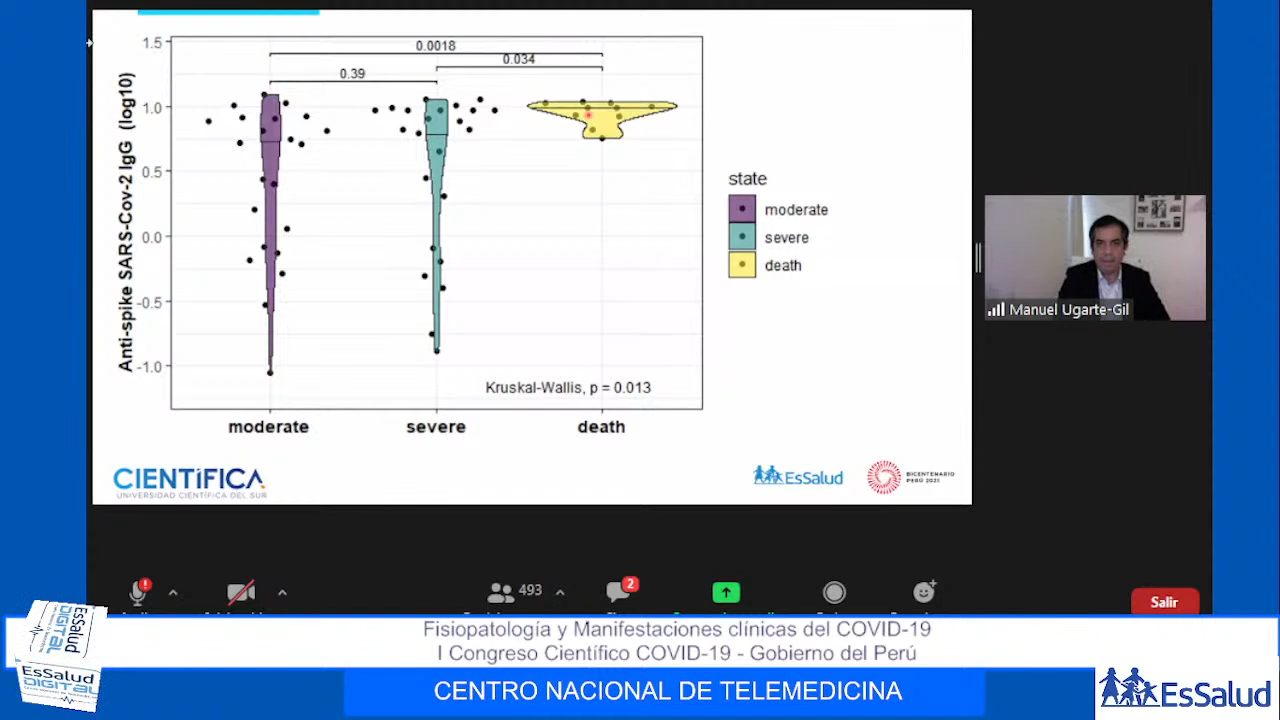 0.0018
0.034
0.39
1.5
1.0
0.5
0.0
-0.5
-1.0
Anti-spike SARS-Cov-2 IgG (log10)
Kruskal-Wallis, p = 0.013
moderate
severe
death
state
moderate
severe
death
CIENTÍFICA
UNIVERSIDAD CIENTÍFICA DEL SUR
EsSalud
BICENTENARIO
PERÚ 2021
Manuel Ugarte-Gil
493
2
Salir
Fisiopatología y Manifestaciones clínicas del COVID-19
I Congreso Científico COVID-19 - Gobierno del Perú
CENTRO NACIONAL DE TELEMEDICINA
EsSalud
DIGITAL
EsSalud
DIGITAL
EsSalud